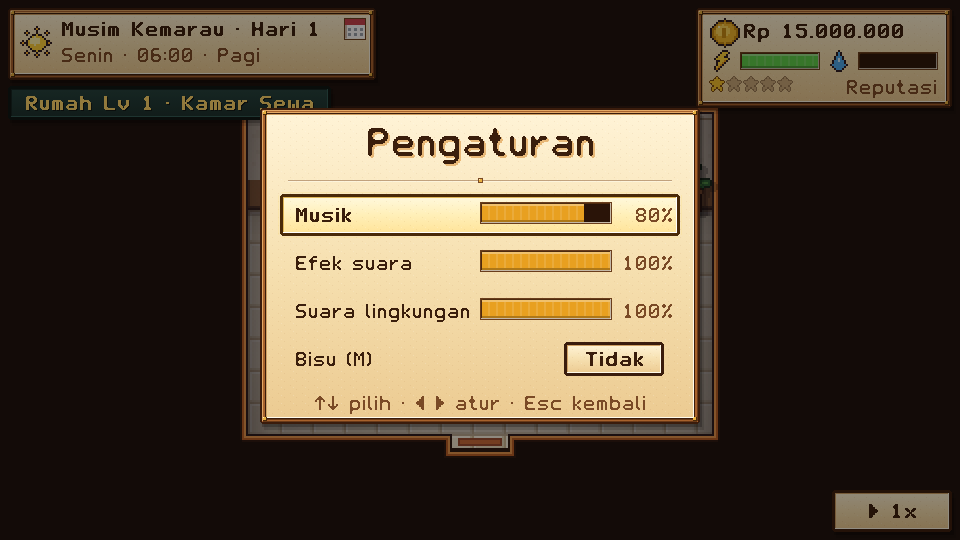 Musim Kemarau · Hari 1
Senin · 06:00 · Pagi
Rp 15.000.000
Reputasi
Rumah Lv 1 · Kamar Sewa
Pengaturan
Musik 80%
Efek suara 100%
Suara lingkungan 100%
Bisu (M) Tidak
↑↓ pilih · ◀ ▶ atur · Esc kembali
▶ 1x